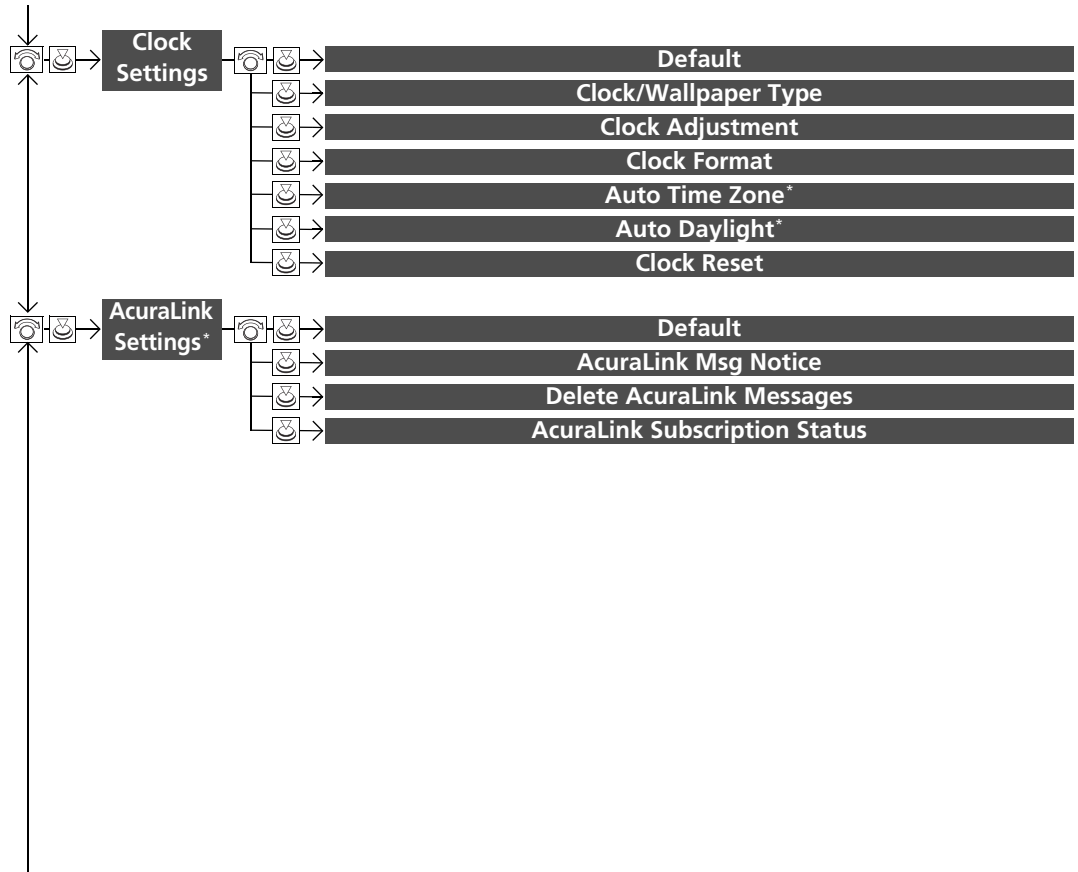 Clock
Settings
Default
Clock/Wallpaper Type
Clock Adjustment
Clock Format
Auto Time Zone*
Auto Daylight*
Clock Reset
AcuraLink
Settings*
Default
AcuraLink Msg Notice
Delete AcuraLink Messages
AcuraLink Subscription Status